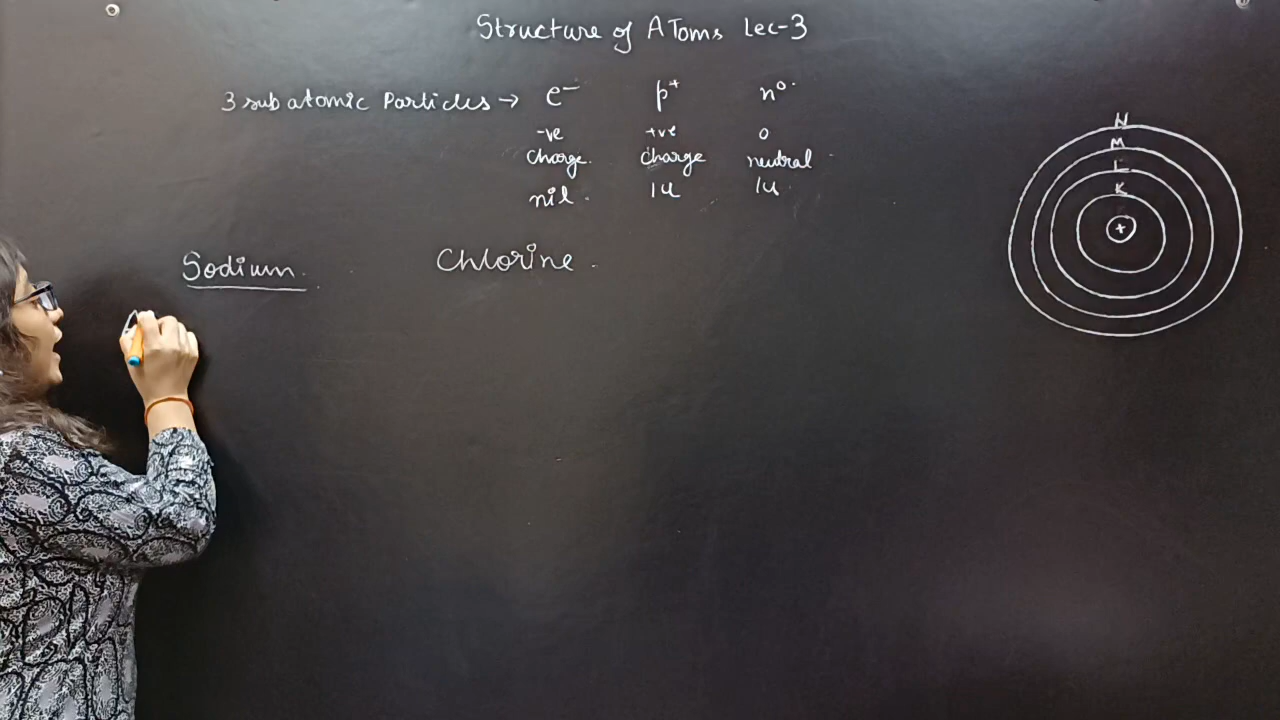 Structure of AToms Lec-3
3 sub atomic Particles → e⁻ p⁺ n⁰
-ve +ve 0
charge. charge neutral
nil. 1u 1u.
Sodium. Chlorine.
N
M
L
K
+